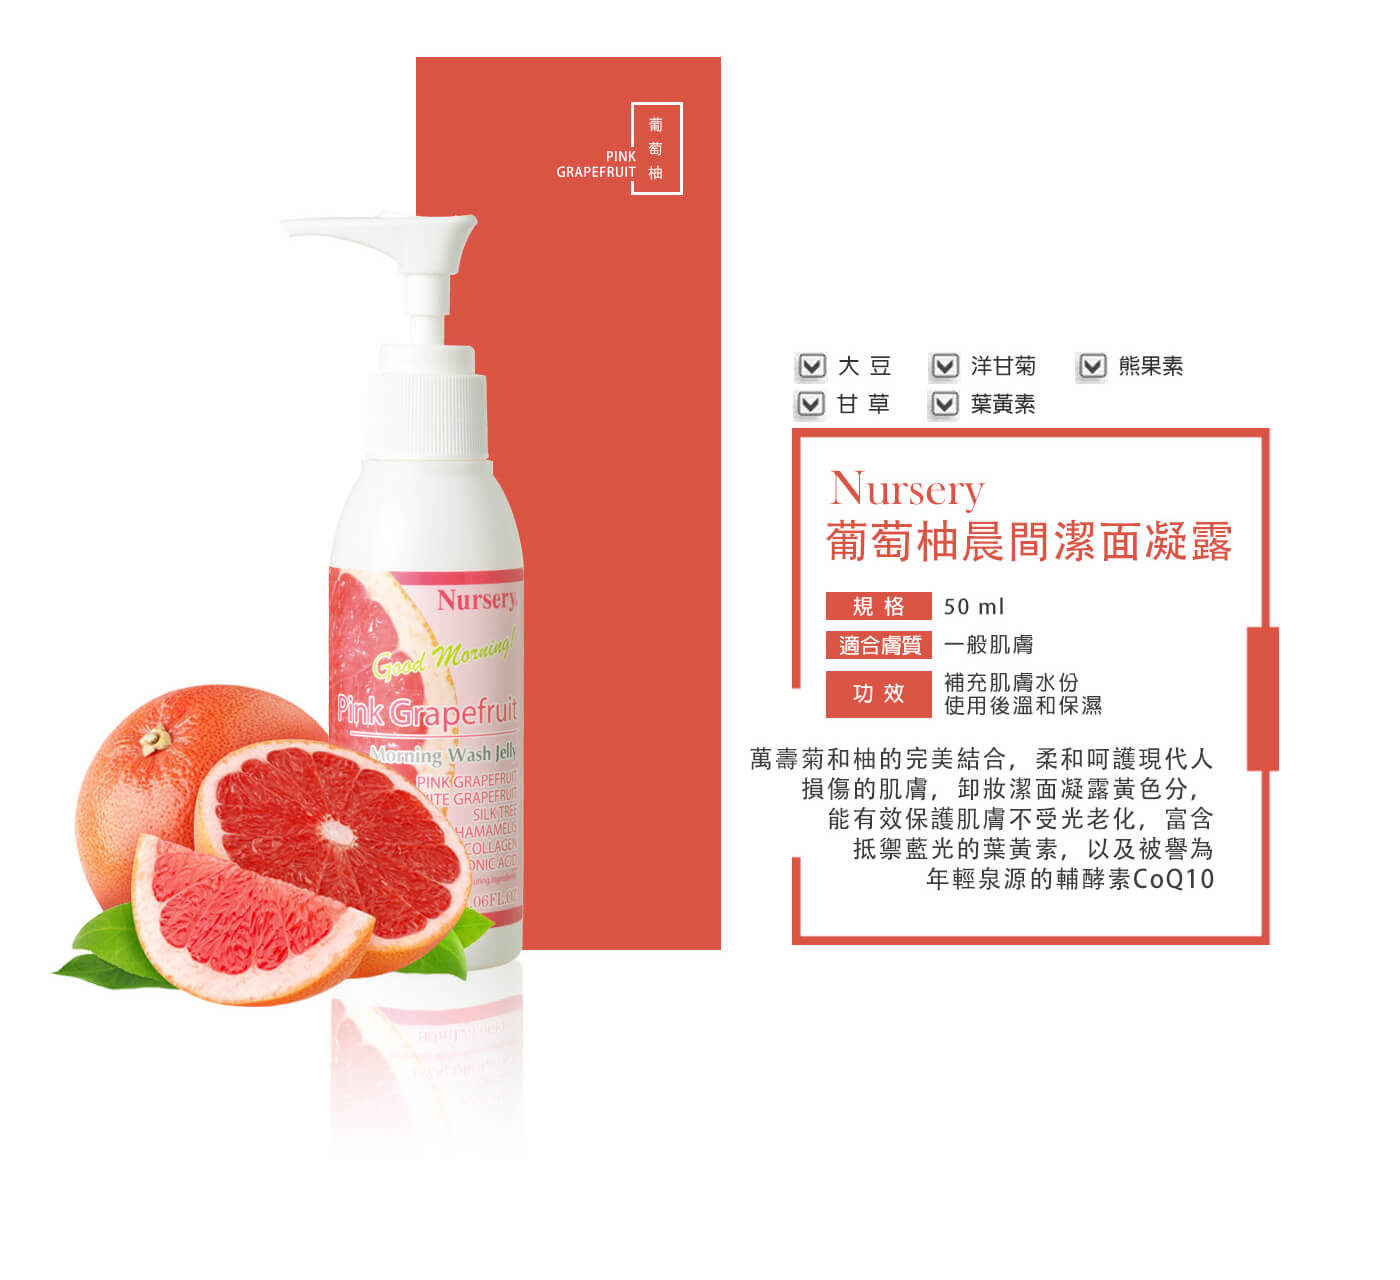 PINK
GRAPEFRUIT
葡萄柚
Nursery
Good Morning!
Pink Grapefruit
Morning Wash Jelly
PINK GRAPEFRUIT
GRAPEFRUIT
SILK TREE
HAMAMELIS
COLLAGEN
ACID
大豆 洋甘菊 熊果素
甘草 葉黃素
Nursery
葡萄柚晨間潔面凝露
規格 50 ml
適合膚質 一般肌膚
功效 補充肌膚水份
使用後溫和保濕
萬壽菊和柚的完美結合，柔和呵護現代人
損傷的肌膚，卸妝潔面凝露黃色分，
能有效保護肌膚不受光老化，富含
抵禦藍光的葉黃素，以及被譽為
年輕泉源的輔酵素CoQ10